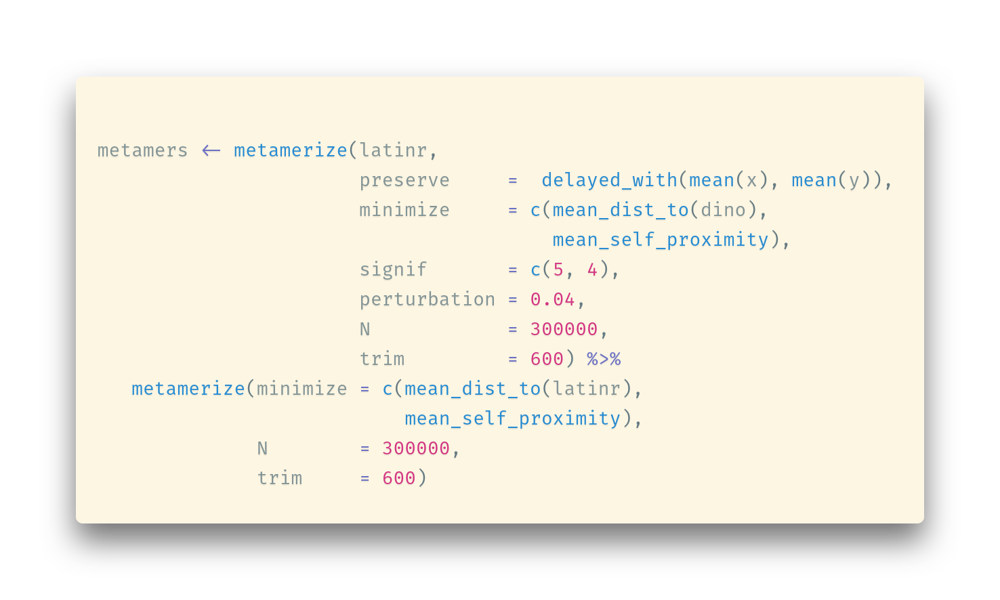 metamers <- metamerize(latinr,
preserve = delayed_with(mean(x), mean(y)),
minimize = c(mean_dist_to(dino),
mean_self_proximity),
signif = c(5, 4),
perturbation = 0.04,
N = 300000,
trim = 600) %>%
metamerize(minimize = c(mean_dist_to(latinr),
mean_self_proximity),
N = 300000,
trim = 600)